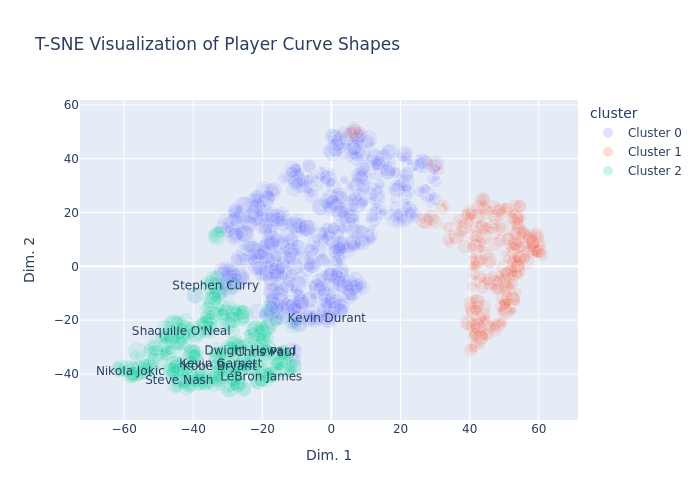 T-SNE Visualization of Player Curve Shapes
cluster
Cluster 0
Cluster 1
Cluster 2
60
40
20
0
−20
−40
Dim. 2
Stephen Curry
Kevin Durant
Shaquille O'Neal
Dwight Howard
Chris Paul
Kevin Garnett
Kobe Bryant
Nikola Jokic
LeBron James
Steve Nash
−60
−40
−20
0
20
40
60
Dim. 1